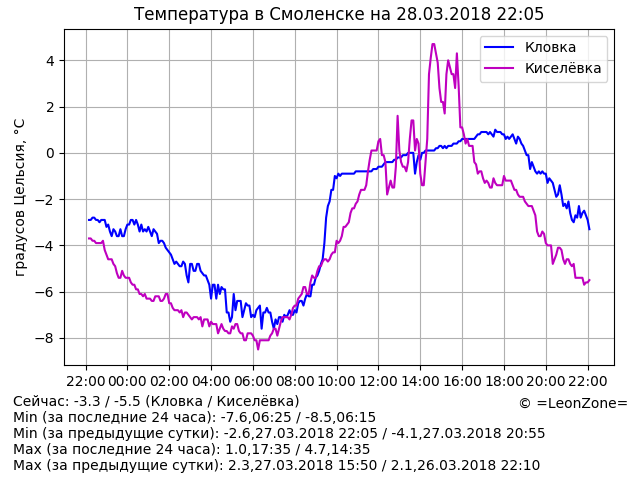 Температура в Смоленске на 28.03.2018 22:05
Кловка
Киселёвка
градусов Цельсия, °C
4
2
0
−2
−4
−6
−8
22:00 00:00 02:00 04:00 06:00 08:00 10:00 12:00 14:00 16:00 18:00 20:00 22:00
Сейчас: -3.3 / -5.5 (Кловка / Киселёвка)
© =LeonZone=
Min (за последние 24 часа): -7.6,06:25 / -8.5,06:15
Min (за предыдущие сутки): -2.6,27.03.2018 22:05 / -4.1,27.03.2018 20:55
Max (за последние 24 часа): 1.0,17:35 / 4.7,14:35
Max (за предыдущие сутки): 2.3,27.03.2018 15:50 / 2.1,26.03.2018 22:10